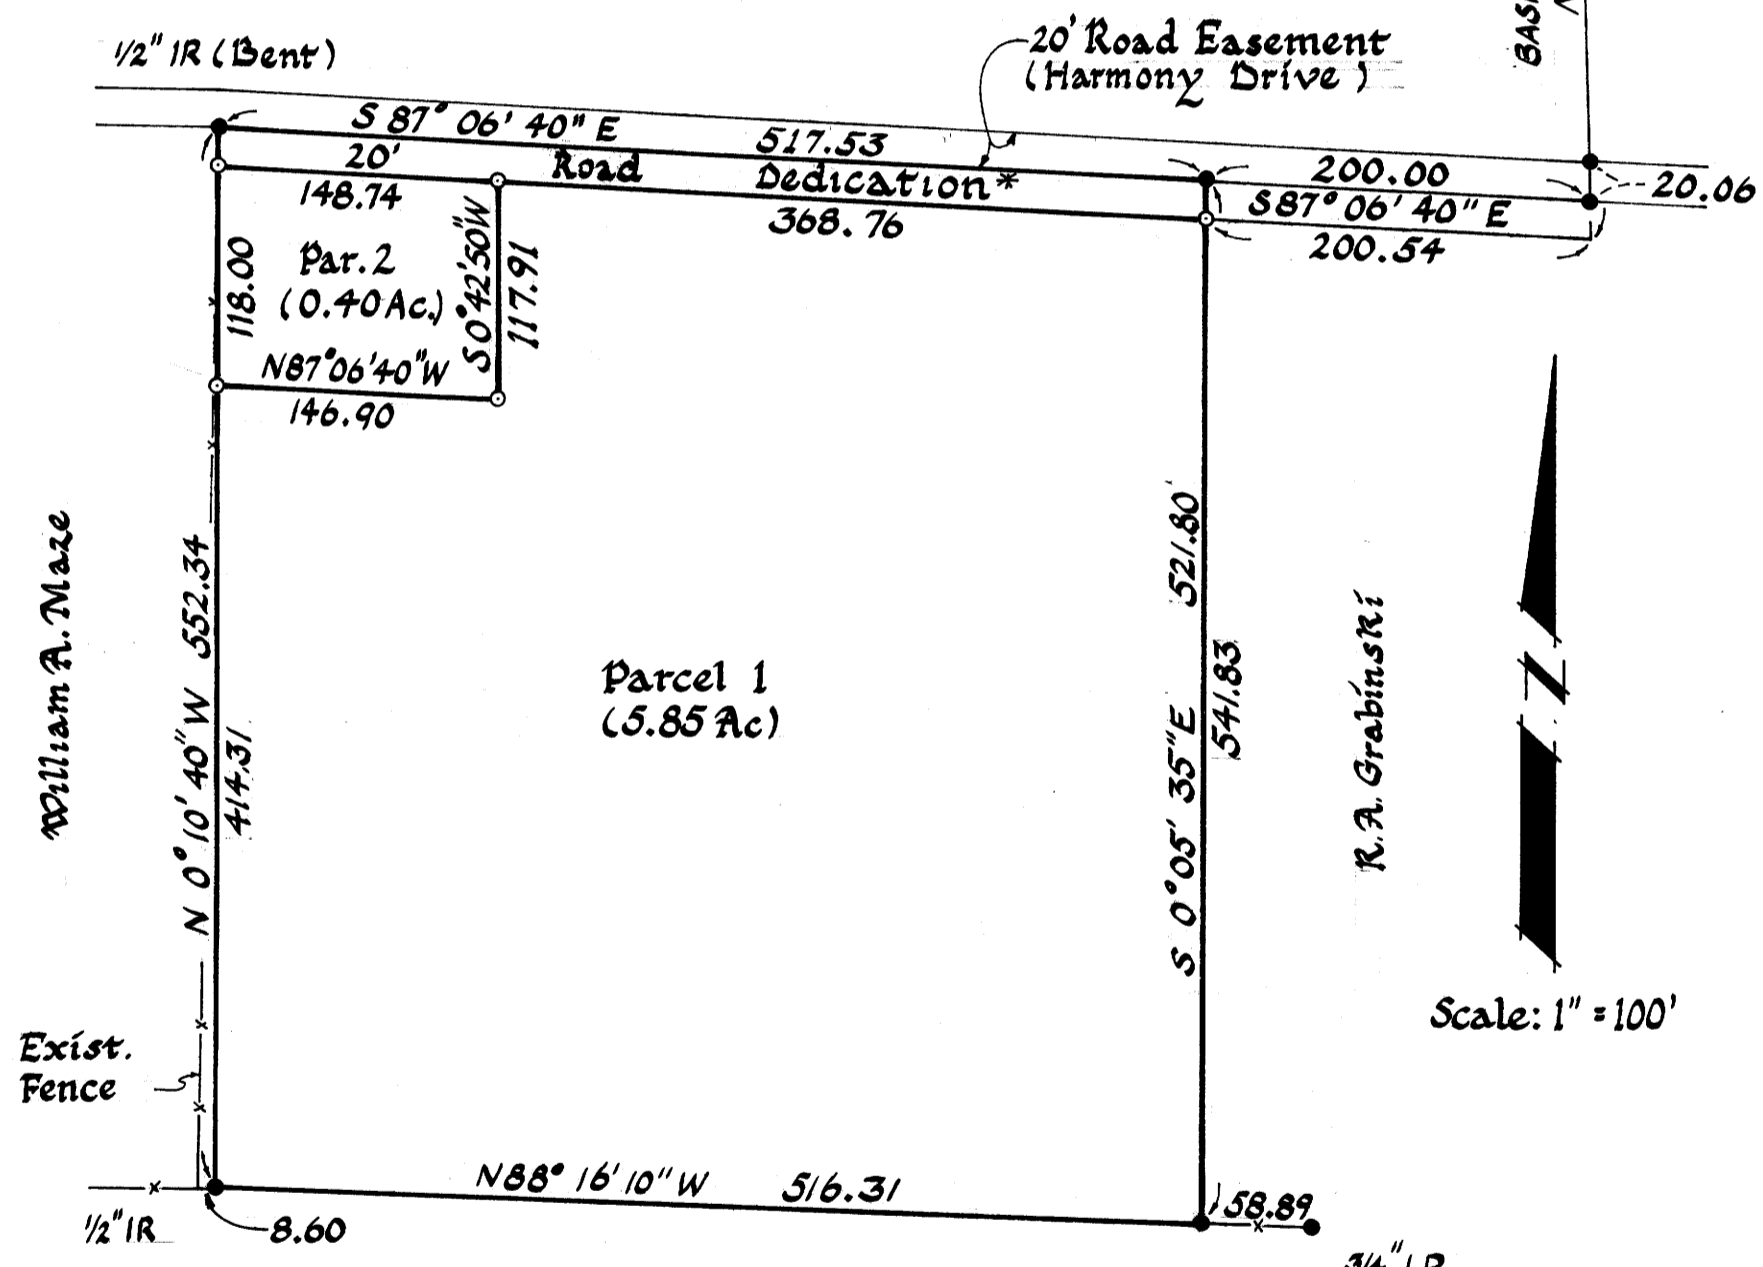 1/2" IR (Bent)
20' Road Easement
(Harmony Drive)
S 87° 06' 40" E
517.53
20' Road Dedication*
148.74
368.76
200.00
S87° 06' 40" E
200.54
20.06
118.00
Par. 2
(0.40 Ac.)
S0°42'50"W
117.91
N87°06'40"W
146.90
William A. Maze
N 0° 10' 40" W 552.34
414.31
Parcel 1
(5.85 Ac)
S 0° 05' 35" E 521.80'
541.83
R.A. Grabinski
N
Scale: 1" = 100'
Exist.
Fence
N88° 16' 10" W 516.31
58.89
1/2" IR
8.60